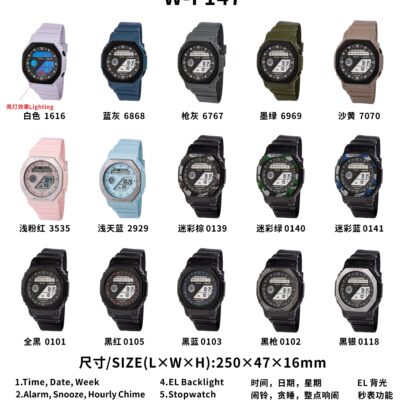 W-P147
亮灯效果Lighting
白色 1616
蓝灰 6868
枪灰 6767
墨绿 6969
沙黄 7070
浅粉红 3535
浅天蓝 2929
迷彩棕 0139
迷彩绿 0140
迷彩蓝 0141
全黑 0101
黑红 0105
黑蓝 0103
黑枪 0102
黑银 0118
尺寸/SIZE(L×W×H):250×47×16mm
1.Time, Date, Week
4.EL Backlight
时间，日期，星期
EL 背光
2.Alarm, Snooze, Hourly Chime
5.Stopwatch
闹铃，贪睡，整点响闹
秒表功能